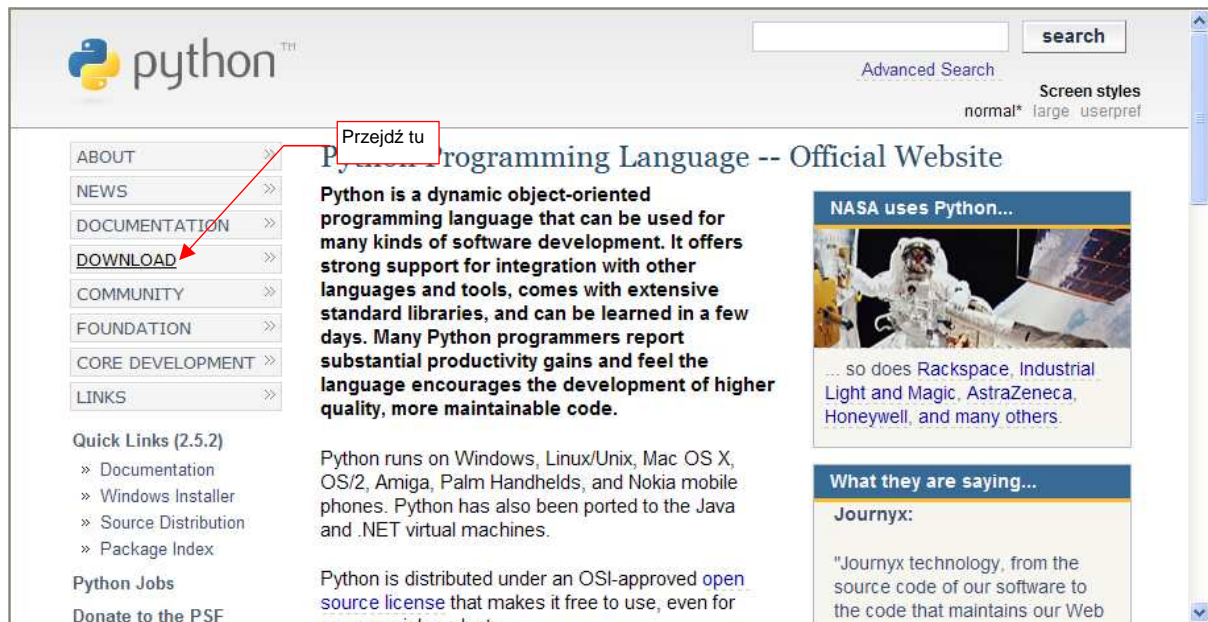 python™
search
Advanced Search
Screen styles
normal* large userpref
Przejdź tu
ABOUT »
NEWS »
DOCUMENTATION »
DOWNLOAD »
COMMUNITY »
FOUNDATION »
CORE DEVELOPMENT »
LINKS »
Quick Links (2.5.2)
» Documentation
» Windows Installer
» Source Distribution
» Package Index
Python Jobs
Donate to the PSF
Python Programming Language -- Official Website
Python is a dynamic object-oriented
programming language that can be used for
many kinds of software development. It offers
strong support for integration with other
languages and tools, comes with extensive
standard libraries, and can be learned in a few
days. Many Python programmers report
substantial productivity gains and feel the
language encourages the development of higher
quality, more maintainable code.
Python runs on Windows, Linux/Unix, Mac OS X,
OS/2, Amiga, Palm Handhelds, and Nokia mobile
phones. Python has also been ported to the Java
and .NET virtual machines.
Python is distributed under an OSI-approved open
source license that makes it free to use, even for
NASA uses Python...
... so does Rackspace, Industrial
Light and Magic, AstraZeneca,
Honeywell, and many others.
What they are saying...
Journyx:
"Journyx technology, from the
source code of our software to
the code that maintains our Web